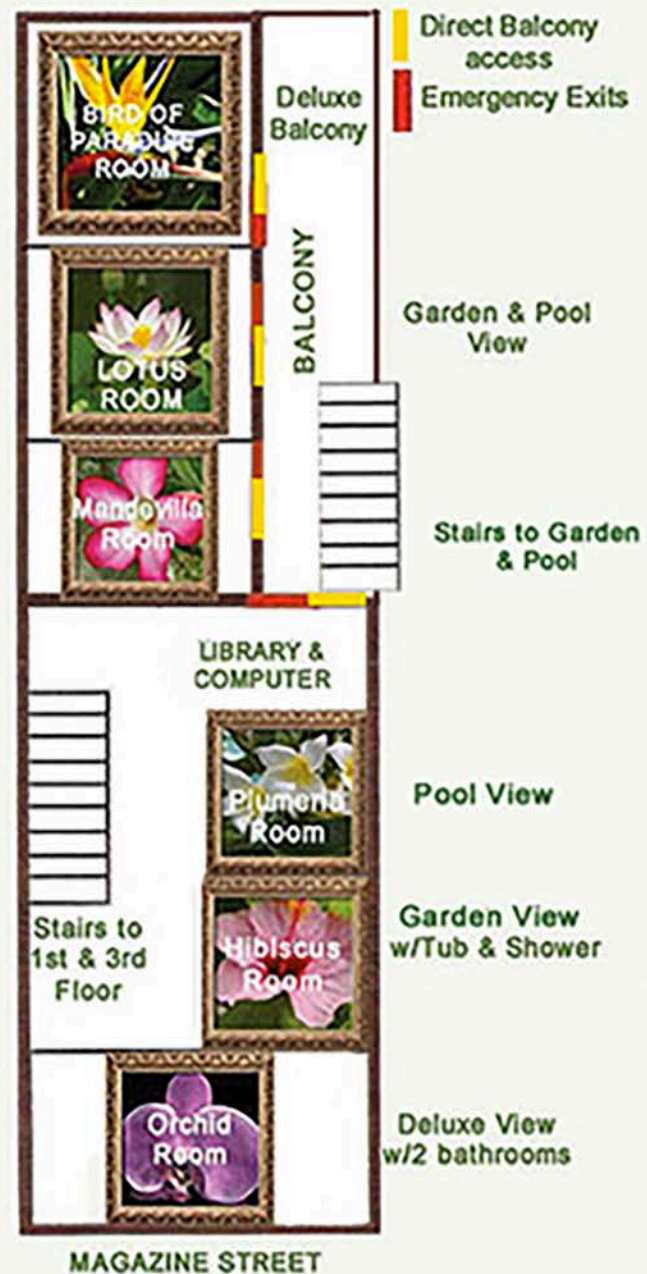 Direct Balcony
access
Emergency Exits
BIRD OF
PARADISE
ROOM
Deluxe
Balcony
BALCONY
Garden & Pool
View
LOTUS
ROOM
Mandevilla
Room
Stairs to Garden
& Pool
LIBRARY &
COMPUTER
Plumeria
Room
Pool View
Stairs to
1st & 3rd
Floor
Hibiscus
Room
Garden View
w/Tub & Shower
Orchid
Room
Deluxe View
w/2 bathrooms
MAGAZINE STREET